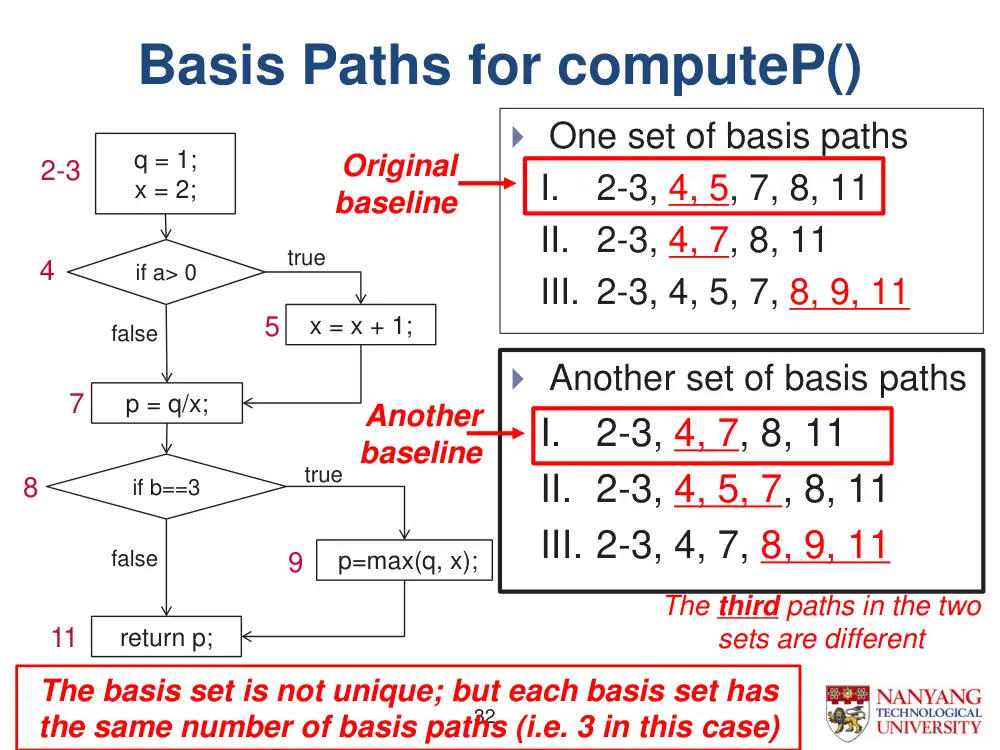 Basis Paths for computeP()
2-3
q = 1;
x = 2;
4
if a> 0
true
false
5
x = x + 1;
7
p = q/x;
8
if b==3
true
false
9
p=max(q, x);
11
return p;
Original
baseline
One set of basis paths
I. 2-3, 4, 5, 7, 8, 11
II. 2-3, 4, 7, 8, 11
III. 2-3, 4, 5, 7, 8, 9, 11
Another
baseline
Another set of basis paths
I. 2-3, 4, 7, 8, 11
II. 2-3, 4, 5, 7, 8, 11
III. 2-3, 4, 7, 8, 9, 11
The third paths in the two
sets are different
The basis set is not unique; but each basis set has
the same number of basis paths (i.e. 3 in this case)
32
NANYANG
TECHNOLOGICAL
UNIVERSITY